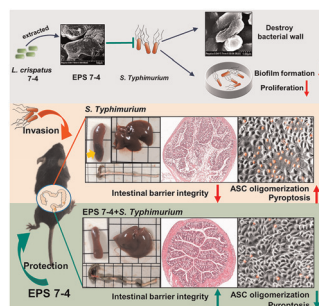 extracted
L. crispatus
7-4
EPS 7-4
S. Typhimurium
Destroy
bacterial wall
Biofilm formation
Proliferation
Invasion
S. Typhimurium
Intestinal barrier integrity
ASC oligomerization
Pyroptosis
EPS 7-4+S. Typhimurium
Protection
EPS 7-4
Intestinal barrier integrity
ASC oligomerization
Pyroptosis